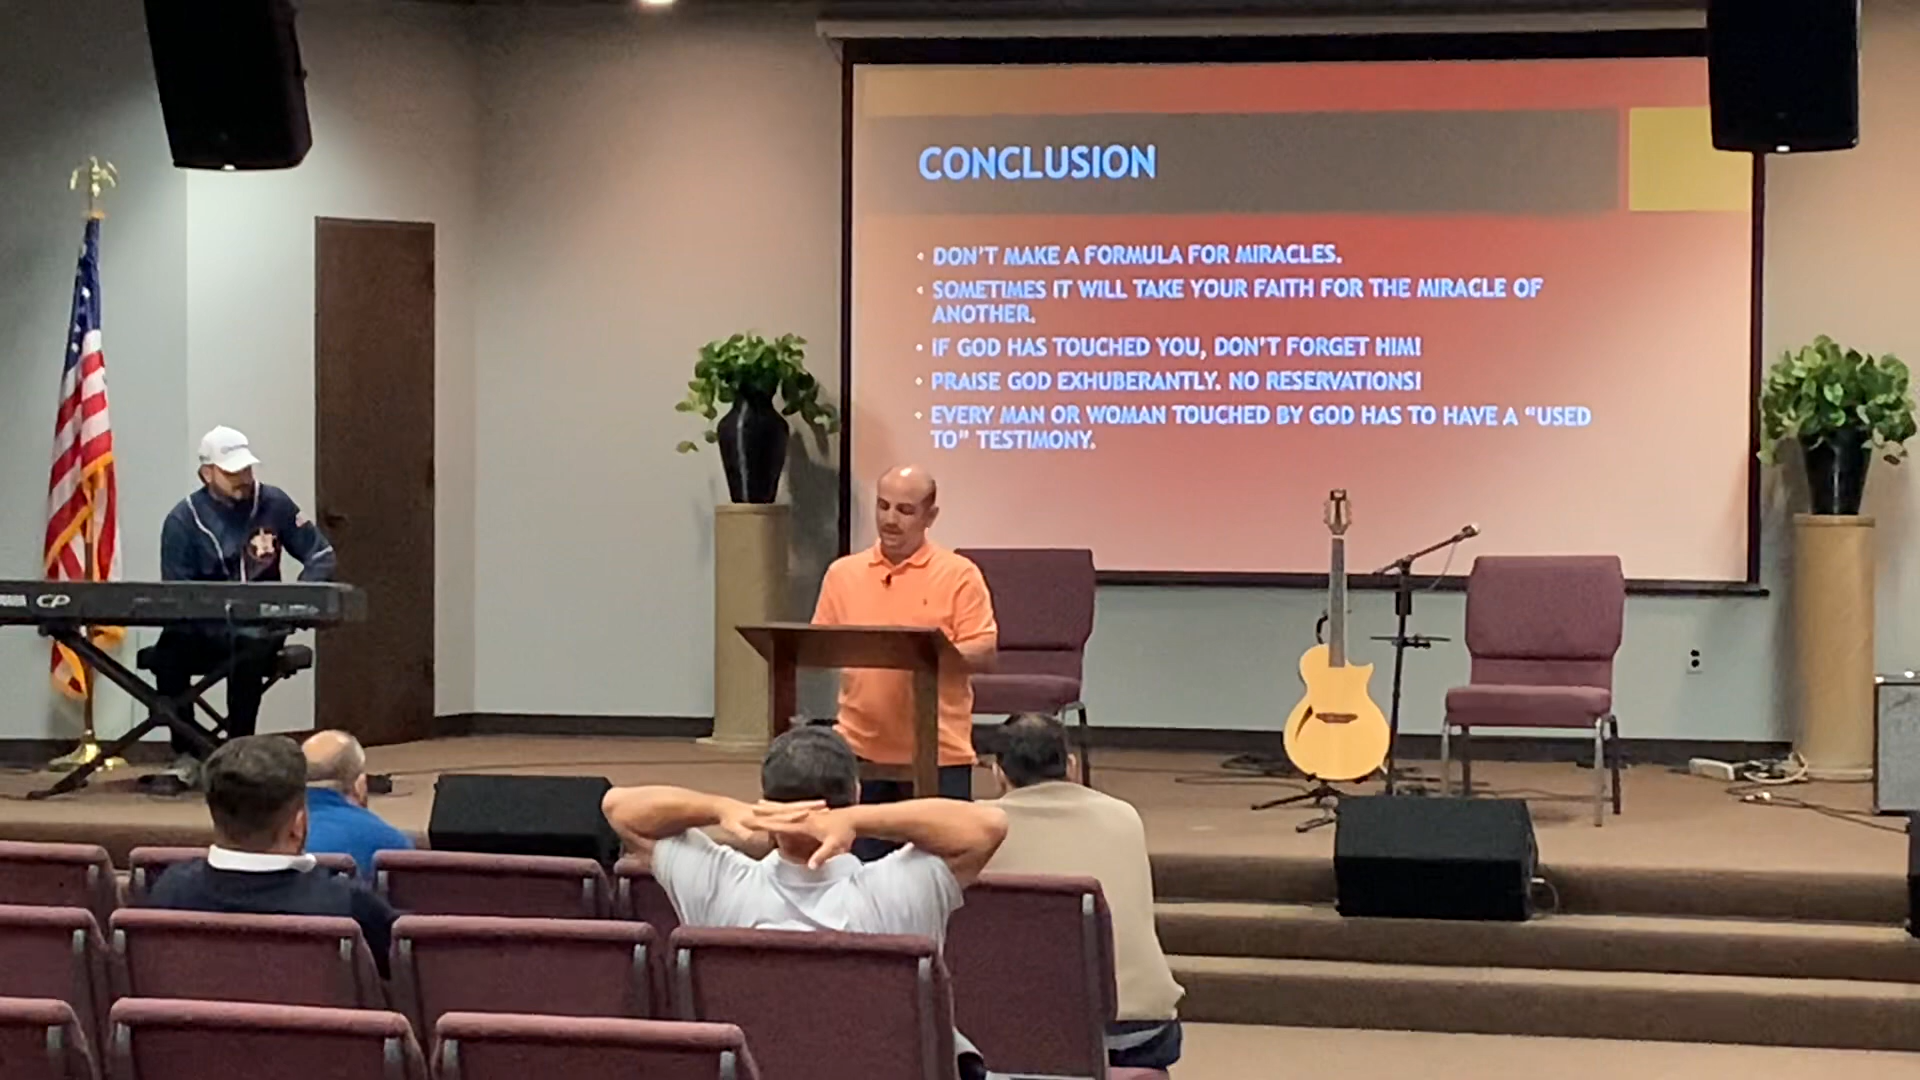 CONCLUSION
• DON'T MAKE A FORMULA FOR MIRACLES.
• SOMETIMES IT WILL TAKE YOUR FAITH FOR THE MIRACLE OF
ANOTHER.
• IF GOD HAS TOUCHED YOU, DON'T FORGET HIM!
• PRAISE GOD EXHUBERANTLY. NO RESERVATIONS!
• EVERY MAN OR WOMAN TOUCHED BY GOD HAS TO HAVE A “USED
TO” TESTIMONY.
CP